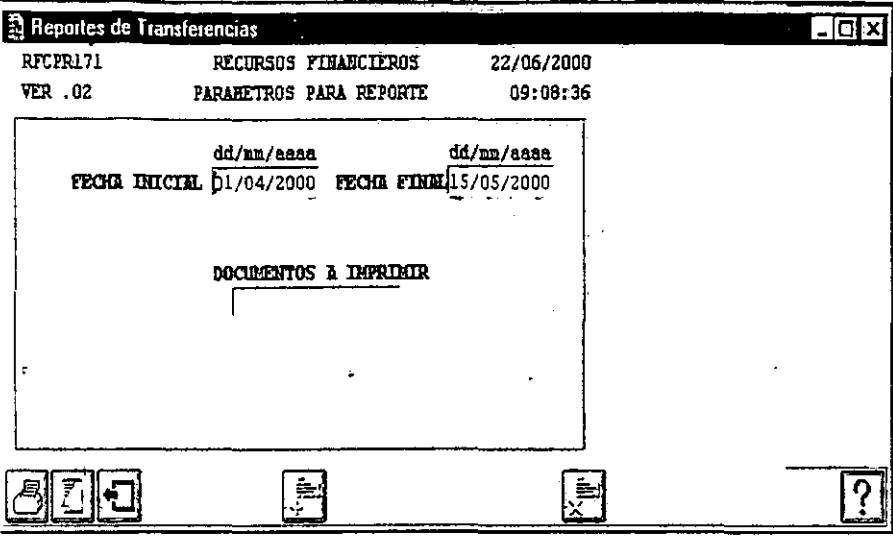 Reportes de Transferencias
RFCPR171 RECURSOS FINANCIEROS 22/06/2000
VER .02 PARAMETROS PARA REPORTE 09:08:36
dd/mm/aaaa dd/mm/aaaa
FECHA INICIAL 01/04/2000 FECHA FINAL 15/05/2000
DOCUMENTOS A IMPRIMIR
?